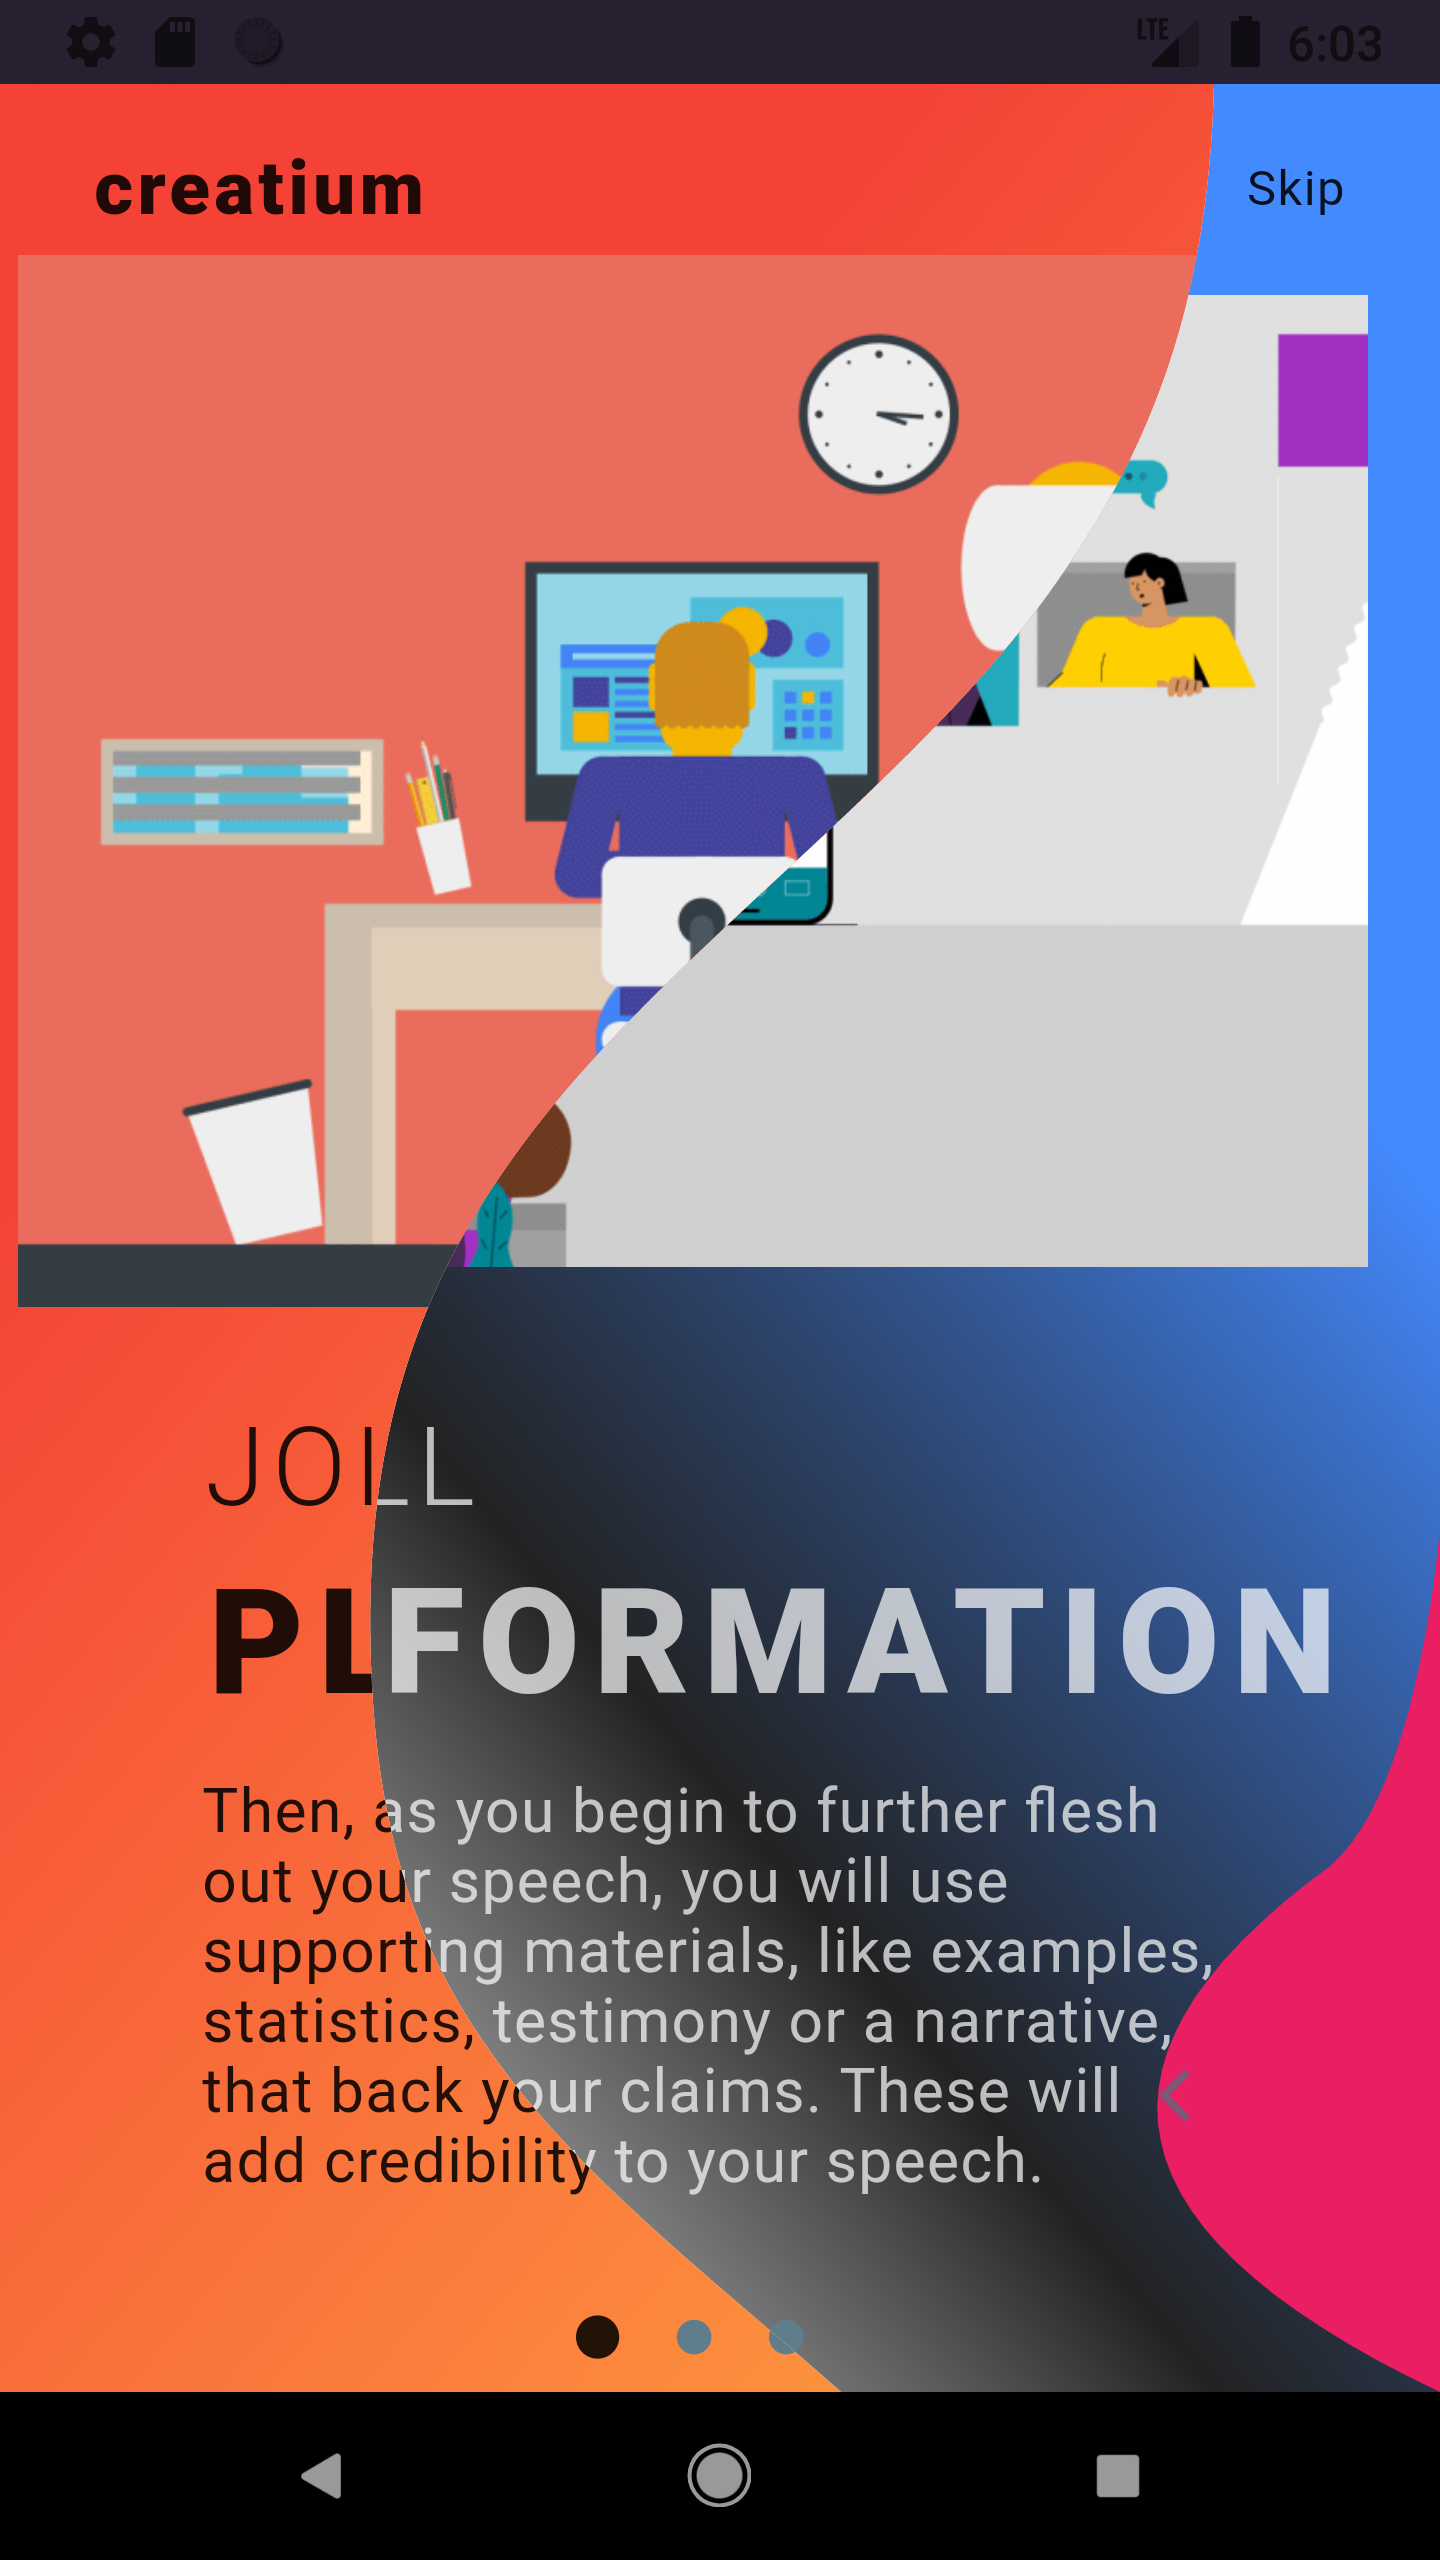 LTE 6:03
creatium
Skip
JOLL
PLFORMATION
Then, as you begin to further flesh
out your speech, you will use
supporting materials, like examples,
statistics, testimony or a narrative,
that back your claims. These will
add credibility to your speech.